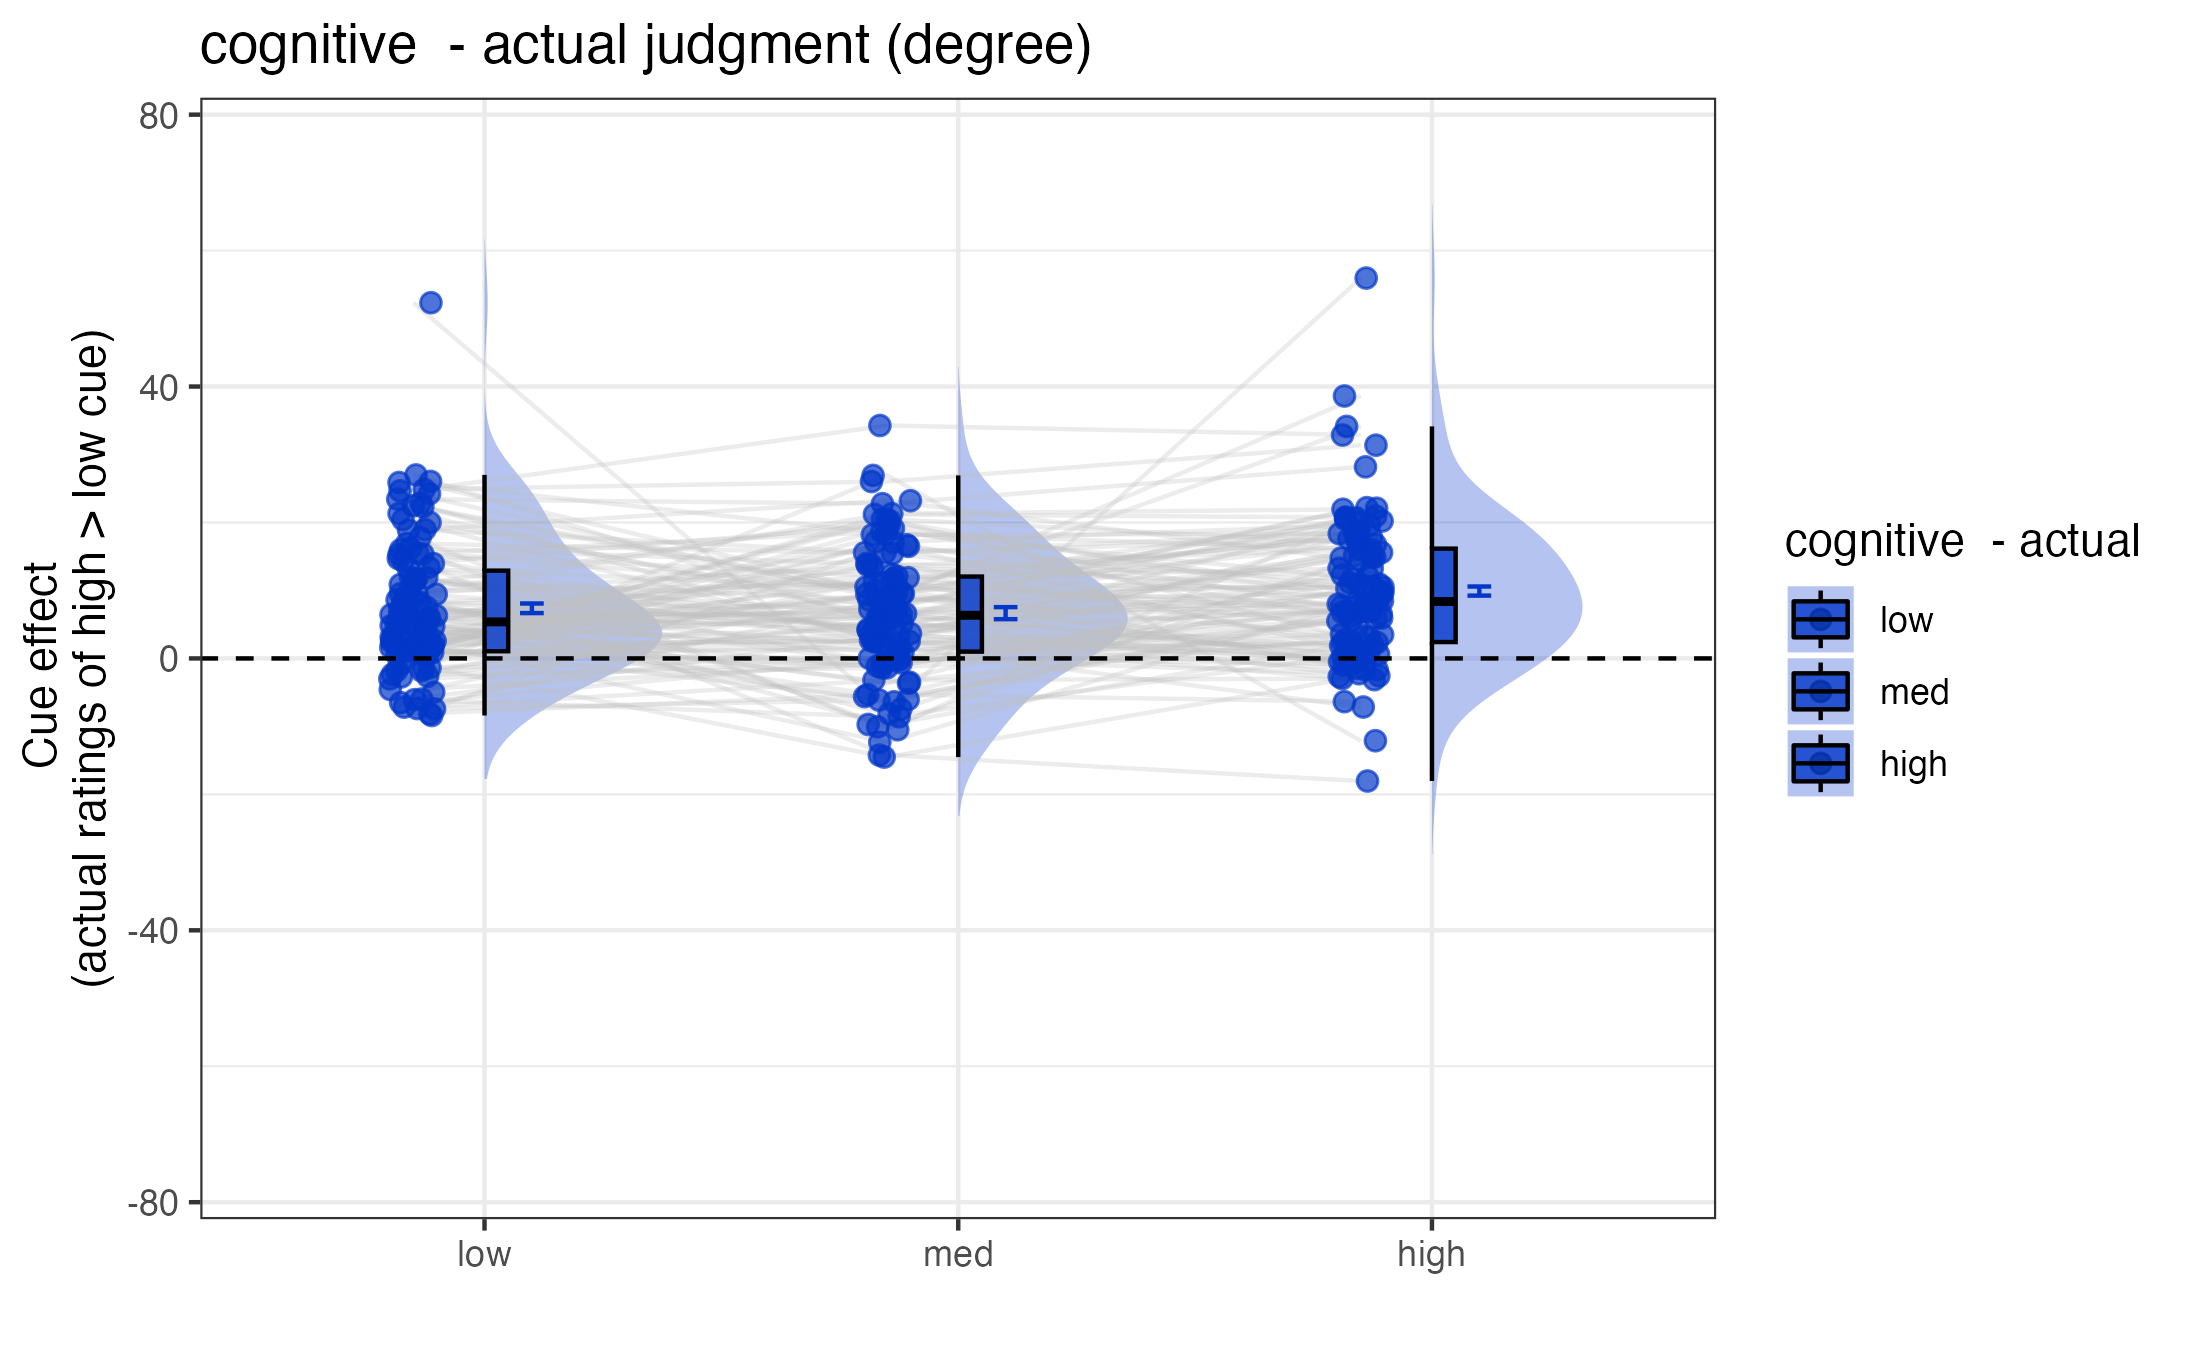 cognitive  - actual judgment (degree)
Cue effect
(actual ratings of high > low cue)
80
40
0
-40
-80
low
med
high
cognitive  - actual
low
med
high